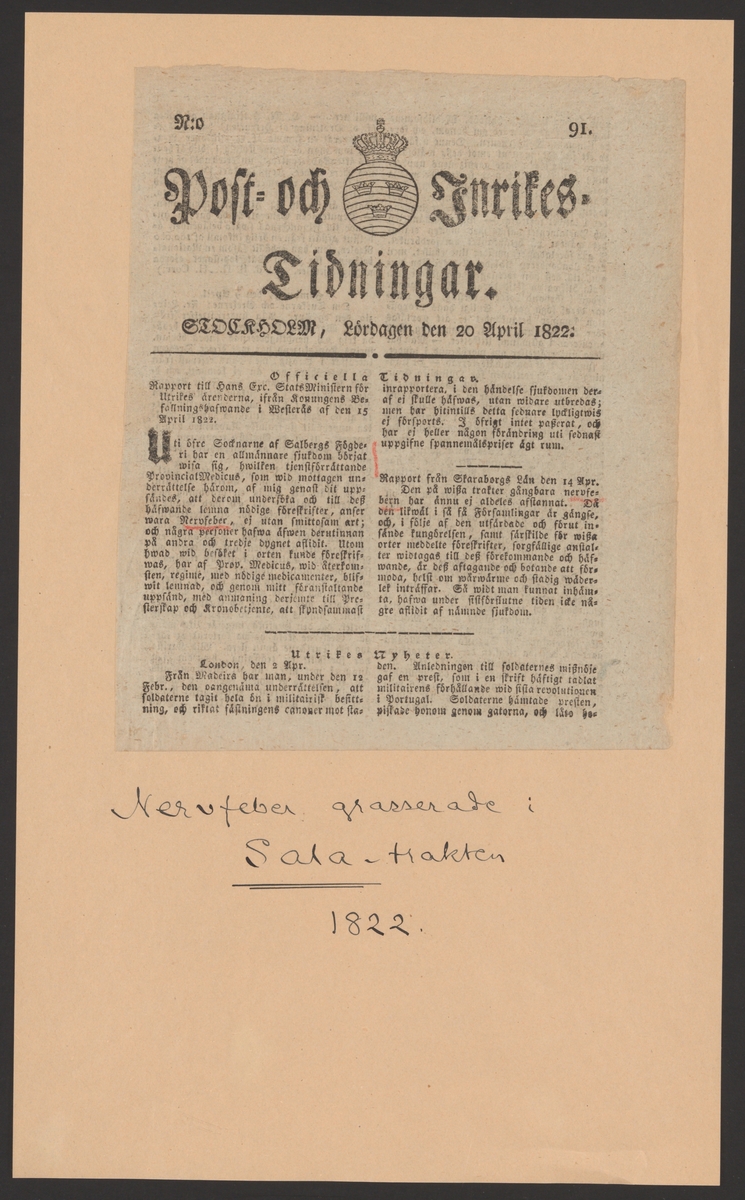 N:o 91.
Post- och Inrikes-
Tidningar.
STOCKHOLM, Lördagen den 20 April 1822.
Officiella Tidningar.
Rapport till Hans Exc. StatsMinistern för
Utrikes ärenderna, ifrån Konungens Be-
fallningshafwande i Westerås af den 15
April 1822.
Uti öfre Socknarne af Salbergs Fögde-
ri har en allmännare sjukdom börjat
wisa sig, hwilken tjenstförrättande
ProvincialMedicus, som wid mottagen un-
derrättelse härom, af mig genast dit upp-
sändes, att derom undersöka och till deß
häfwande lemna nödige föreskrifter, anser
wara Nervfeber, ej utan smittosam art;
och några personer hafwa äfwen derutinnan
på andra och tredje dygnet aflidit. Utom
hwad wid besöket i orten kunde föreskrif-
was, har af Prov. Medicus, wid återkom-
sten, regime, med nödige medicamenter, blif-
wit lemnad, och genom mitt föranstaltande
uppsänd, med anmaning derjemte till Pre-
sterskap och Kronobetjente, att skyndsammast
inrapportera, i den händelse sjukdomen der-
af ej skulle häfwas, utan widare utbredas;
men har hitintills detta sednare lyckligtwis
ej försports. I öfrigt intet paßerat, och
har ej heller någon förändring uti sednast
uppgifne spannemålspriser ägt rum.
Rapport från Skaraborgs Län den 14 Apr.
Den på wißa trakter gångbara nervfe-
bern har ännu ej aldeles afstannat. Då
den likwäl i så få Församlingar är gängse,
och, i följe af den utfärdade och förut in-
sände kungörelsen, samt särskilde för wißa
orter meddelte föreskrifter, sorgfällige anstal-
ter widtagas till deß förekommande och häf-
wande, är deß aftagande och botande att för-
moda, helst om wårwärme och stadig wäder-
lek inträffar. Så widt man kunnat inhäm-
ta, hafwa under sistförflutne tiden icke nå-
gre aflidit af nämnde sjukdom.
Utrikes Nyheter.
London, den 2 Apr.
Från Madeira har man, under den 12
Febr., den oangenäma underrättelsen, att
soldaterne tagit hela ön i militairisk besitt-
ning, och riktat fästningens canoner mot sta-
den. Anledningen till soldaternes mißnöje
gaf en prest, som i en skrift häftigt tadlat
militairens förhållande wid sista revolutionen
i Portugal. Soldaterne hämtade presten,
piskade honom genom gatorna, och läto ho-
Nervfeber grasserade i
Sala-trakten
1822.